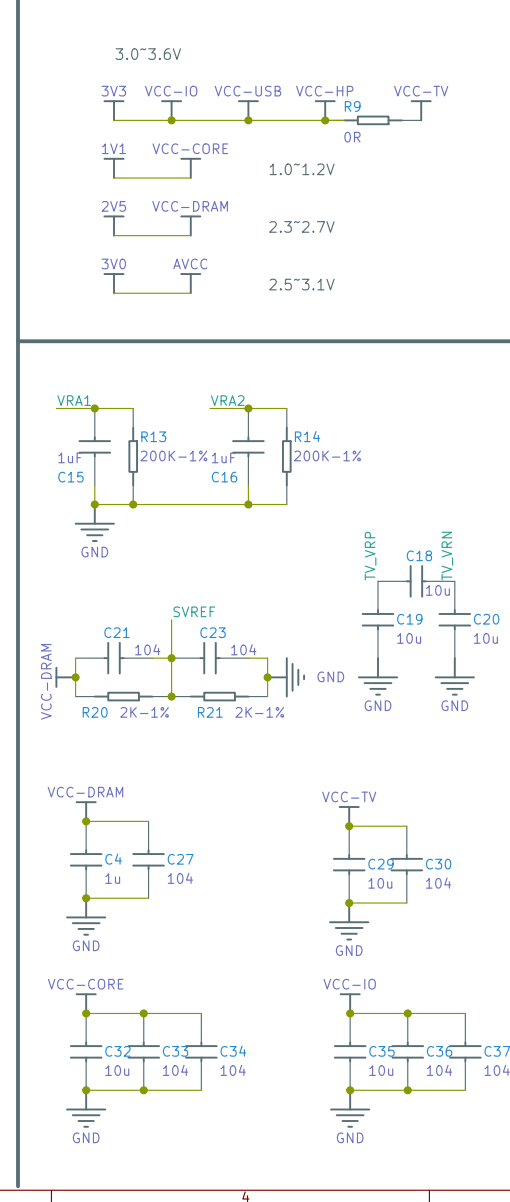 3.0~3.6V
3V3 VCC-IO VCC-USB VCC-HP VCC-TV
R9
0R
1V1 VCC-CORE
1.0~1.2V
2V5 VCC-DRAM
2.3~2.7V
3V0 AVCC
2.5~3.1V
VRA1 VRA2
R13 R14
1uF 200K-1% 1uF 200K-1%
C15 C16
GND
TV_VRP TV_VRN
C18
10u
C19 C20
10u 10u
GND GND
SVREF
C21 C23
104 104
VCC-DRAM GND
R20 2K-1% R21 2K-1%
VCC-DRAM VCC-TV
C4 C27 C29 C30
1u 104 10u 104
GND GND
VCC-CORE VCC-IO
C32 C33 C34 C35 C36 C37
10u 104 104 10u 104 104
GND GND
4